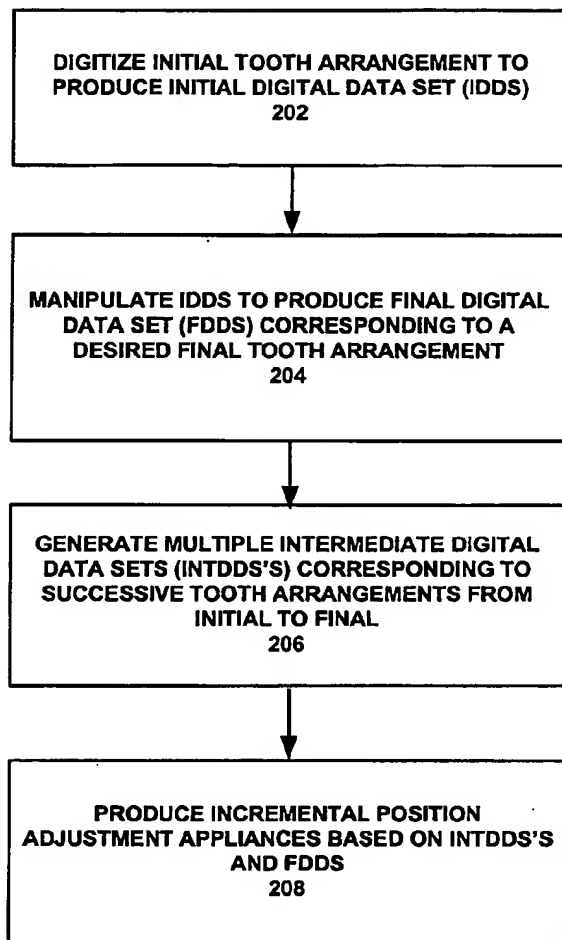 DIGITIZE INITIAL TOOTH ARRANGEMENT TO
PRODUCE INITIAL DIGITAL DATA SET (IDDS)
202
MANIPULATE IDDS TO PRODUCE FINAL DIGITAL
DATA SET (FDDS) CORRESPONDING TO A
DESIRED FINAL TOOTH ARRANGEMENT
204
GENERATE MULTIPLE INTERMEDIATE DIGITAL
DATA SETS (INTDDS'S) CORRESPONDING TO
SUCCESSIVE TOOTH ARRANGEMENTS FROM
INITIAL TO FINAL
206
PRODUCE INCREMENTAL POSITION
ADJUSTMENT APPLIANCES BASED ON INTDDS'S
AND FDDS
208